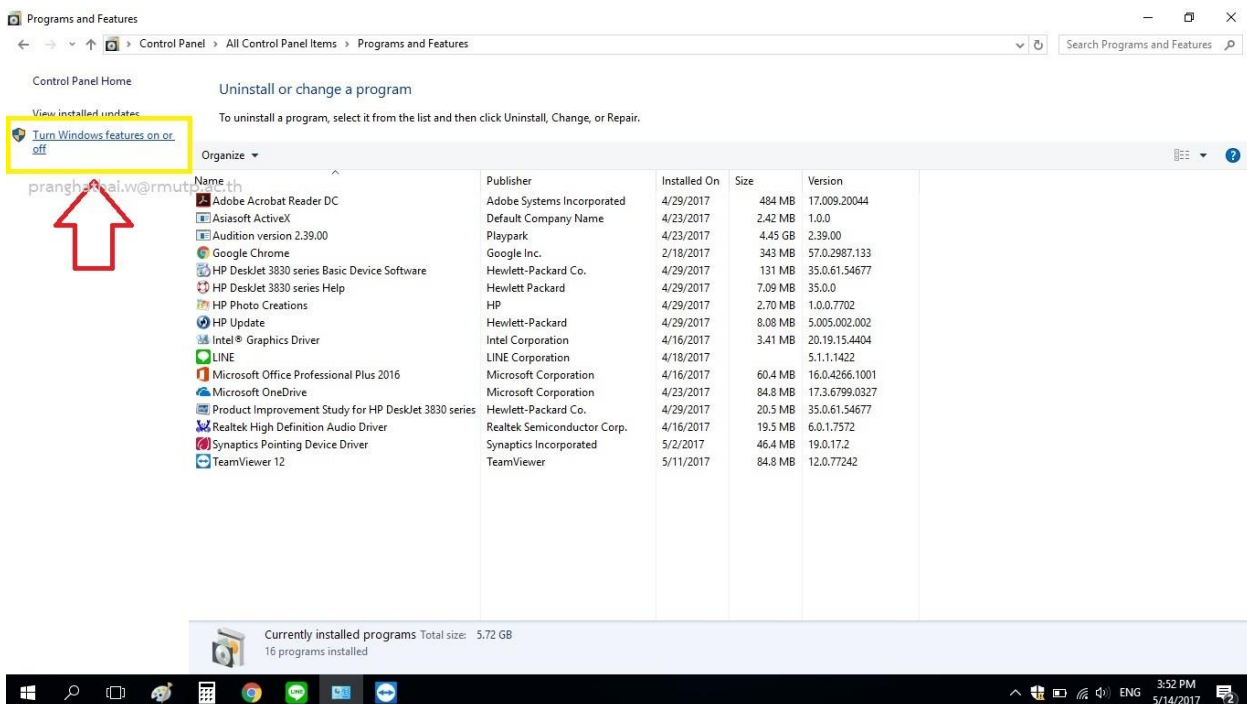 Programs and Features
Control Panel > All Control Panel Items > Programs and Features
Search Programs and Features
Control Panel Home
View installed updates
Turn Windows features on or
off
Uninstall or change a program
To uninstall a program, select it from the list and then click Uninstall, Change, or Repair.
Organize
pranghathai.w@rmutp.ac.th
Name Publisher Installed On Size Version
Adobe Acrobat Reader DC Adobe Systems Incorporated 4/29/2017 484 MB 17.009.20044
Asiasoft ActiveX Default Company Name 4/23/2017 2.42 MB 1.0.0
Audition version 2.39.00 Playpark 4/23/2017 4.45 GB 2.39.00
Google Chrome Google Inc. 2/18/2017 343 MB 57.0.2987.133
HP DeskJet 3830 series Basic Device Software Hewlett-Packard Co. 4/29/2017 131 MB 35.0.61.54677
HP DeskJet 3830 series Help Hewlett Packard 4/29/2017 7.09 MB 35.0.0
HP Photo Creations HP 4/29/2017 2.70 MB 1.0.0.7702
HP Update Hewlett-Packard 4/29/2017 8.08 MB 5.005.002.002
Intel® Graphics Driver Intel Corporation 4/16/2017 3.41 MB 20.19.15.4404
LINE LINE Corporation 4/18/2017 5.1.1.1422
Microsoft Office Professional Plus 2016 Microsoft Corporation 4/16/2017 60.4 MB 16.0.4266.1001
Microsoft OneDrive Microsoft Corporation 4/23/2017 84.8 MB 17.3.6799.0327
Product Improvement Study for HP DeskJet 3830 series Hewlett-Packard Co. 4/29/2017 20.5 MB 35.0.61.54677
Realtek High Definition Audio Driver Realtek Semiconductor Corp. 4/16/2017 19.5 MB 6.0.1.7572
Synaptics Pointing Device Driver Synaptics Incorporated 5/2/2017 46.4 MB 19.0.17.2
TeamViewer 12 TeamViewer 5/11/2017 84.8 MB 12.0.77242
Currently installed programs Total size: 5.72 GB
16 programs installed
LINE
ENG
3:52 PM
5/14/2017
2